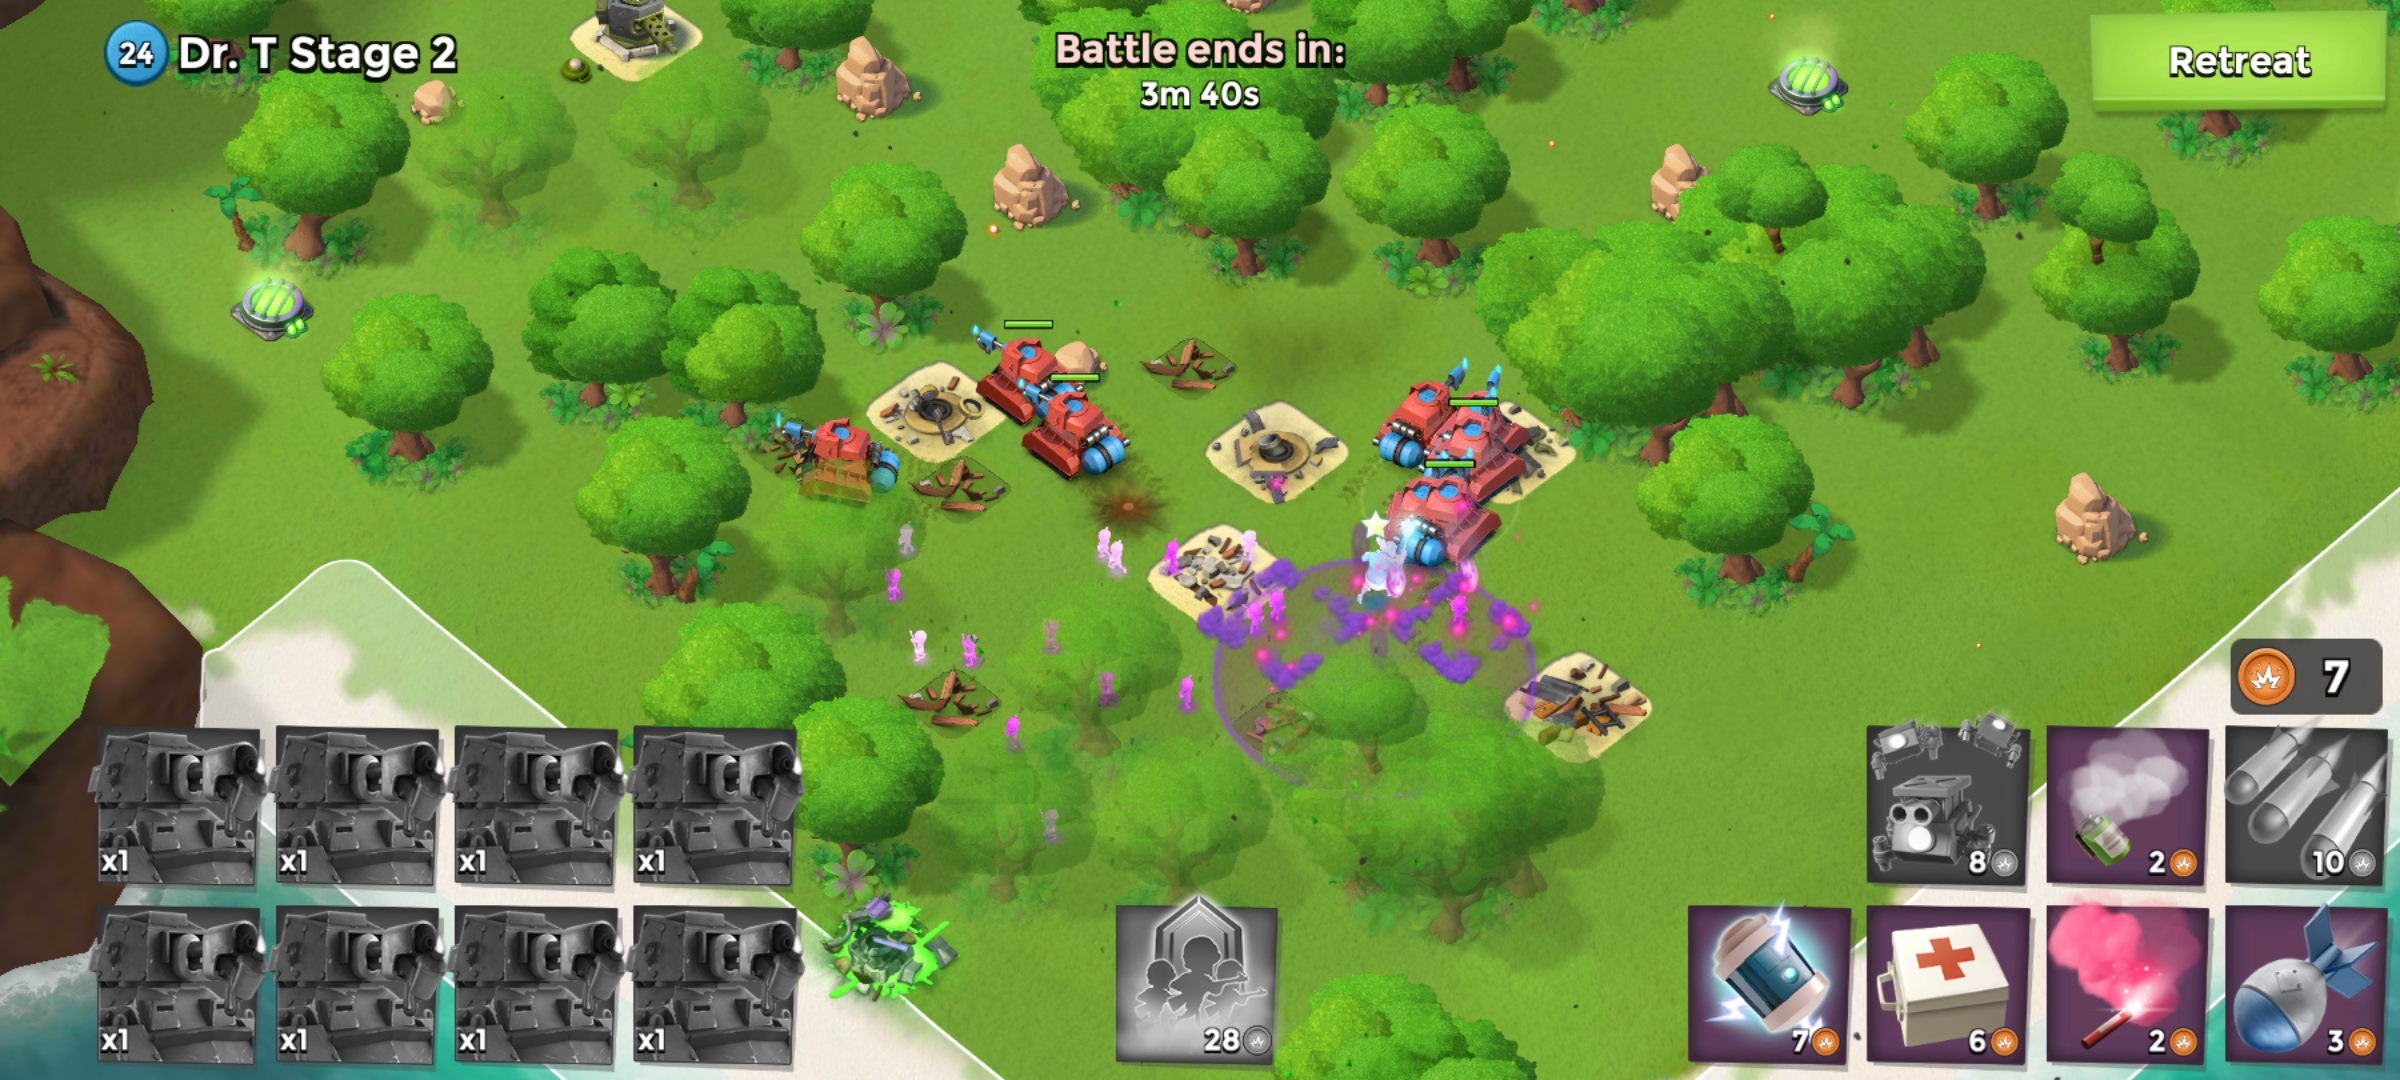 24 Dr. T Stage 2
Battle ends in:
3m 40s
Retreat
7
x1 x1 x1 x1
8 2 10
x1 x1 x1 x1
28
7 6 2 3